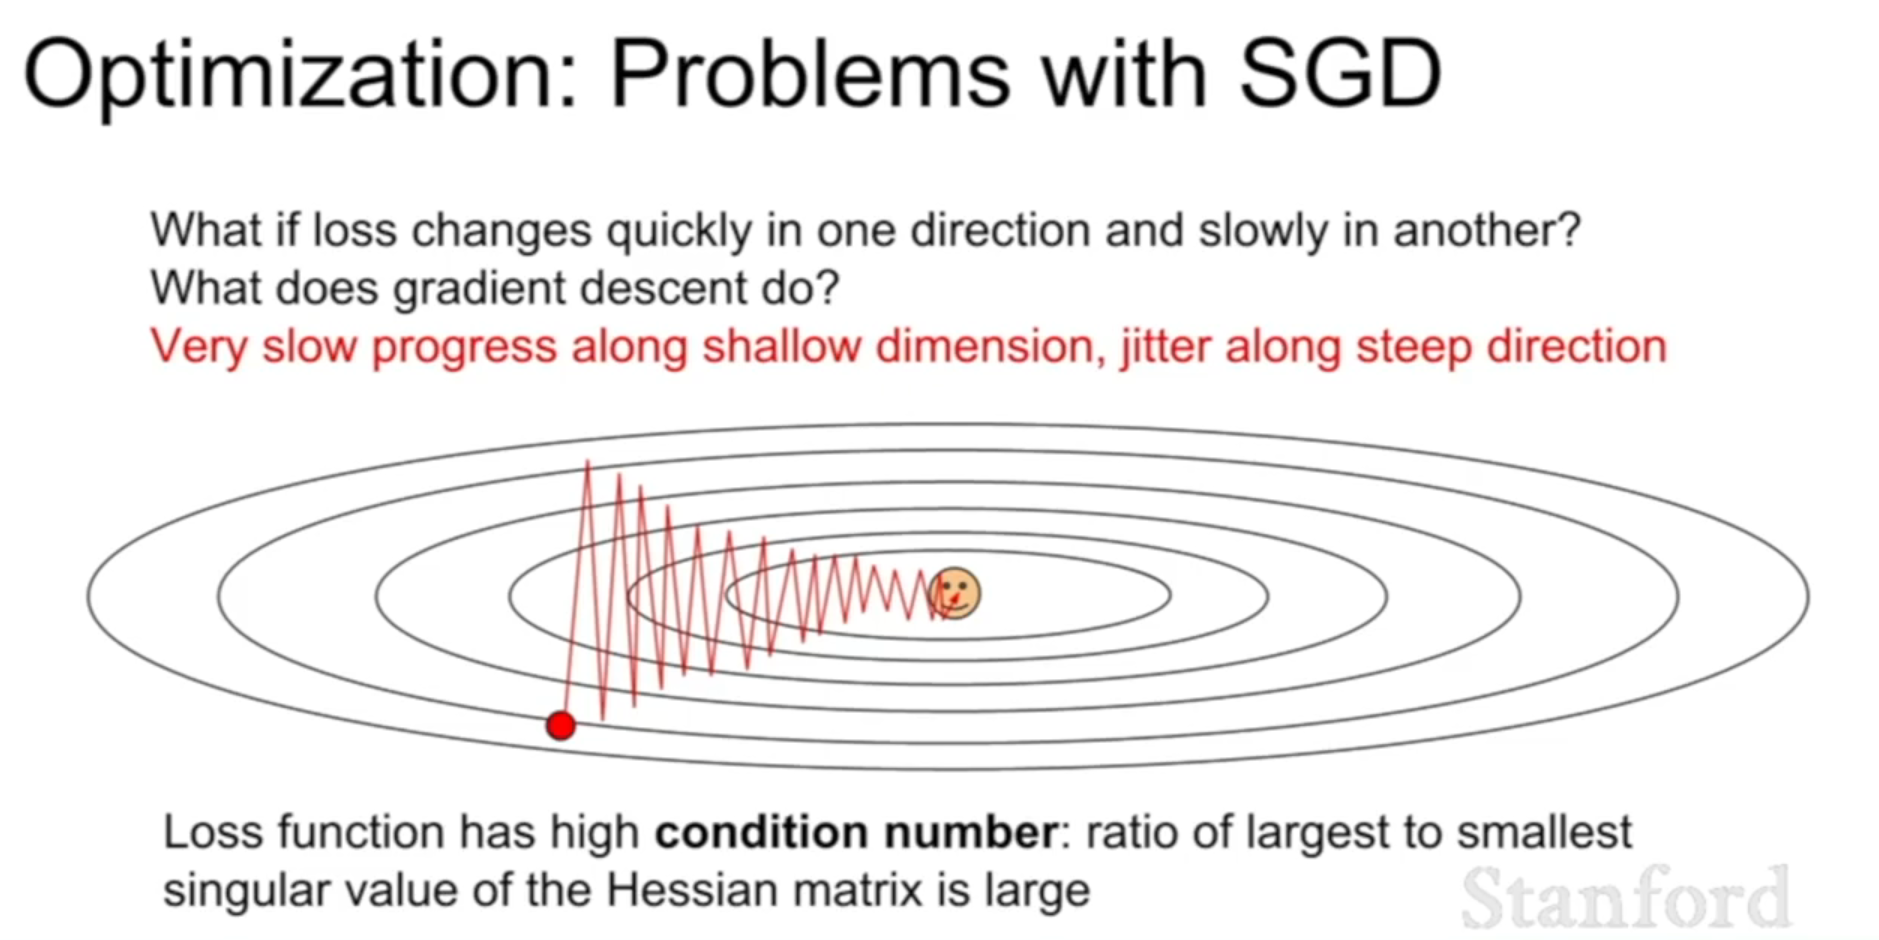 Optimization: Problems with SGD
What if loss changes quickly in one direction and slowly in another?
What does gradient descent do?
Very slow progress along shallow dimension, jitter along steep direction
Loss function has high condition number: ratio of largest to smallest
singular value of the Hessian matrix is large
Stanford